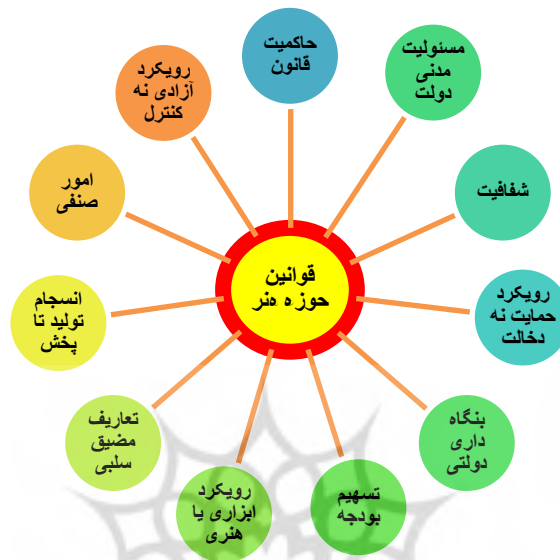 قوانین
حوزه هنر
حاکمیت
قانون
مسئولیت
مدنی
دولت
شفافیت
رویکرد
حمایت نه
دخالت
بنگاه
داری
دولتی
تسهیم
بودجه
رویکرد
ابزاری یا
هنری
تعاریف
مضیق
سلبی
انسجام
تولید تا
پخش
امور
صنفی
رویکرد
آزادی نه
کنترل